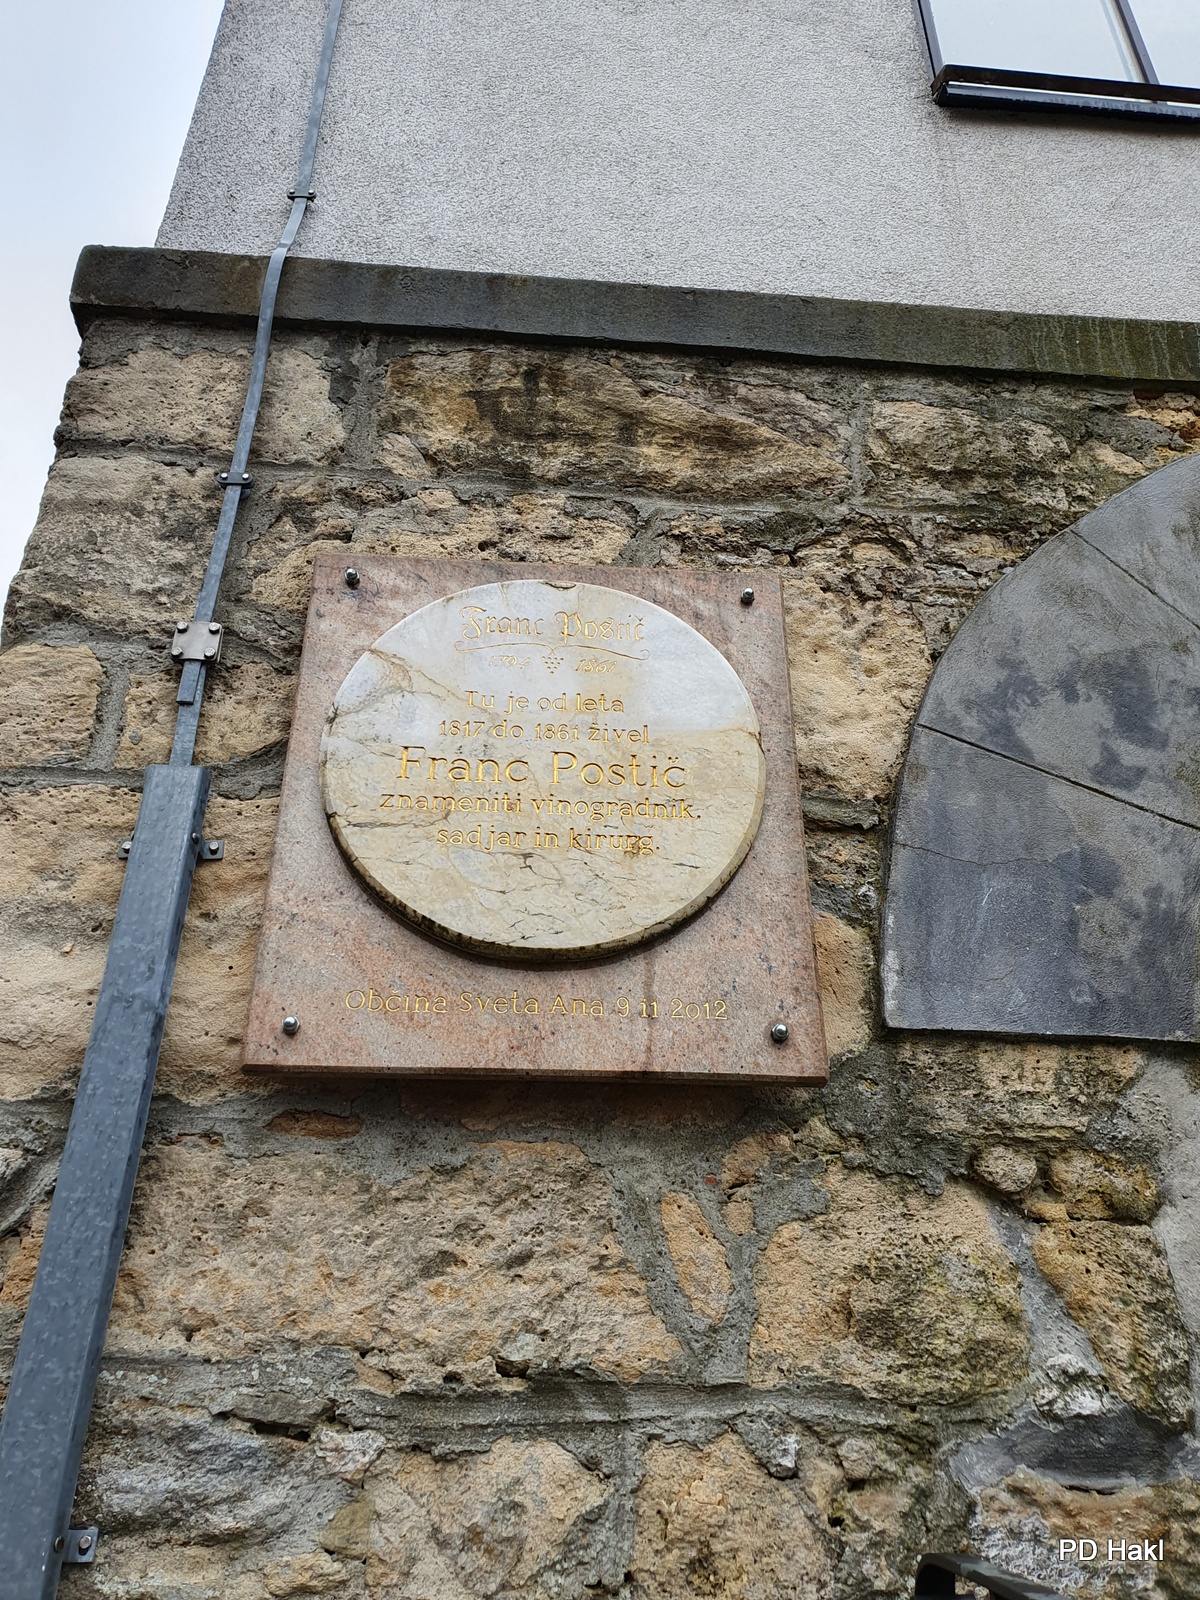 Franc Postič
1794 1861
Tu je od leta
1817 do 1861 živel
Franc Postič
znameniti vinogradnik.
sadjar in kirurg.
Občina Sveta Ana 9 11 2012
PD Hakl